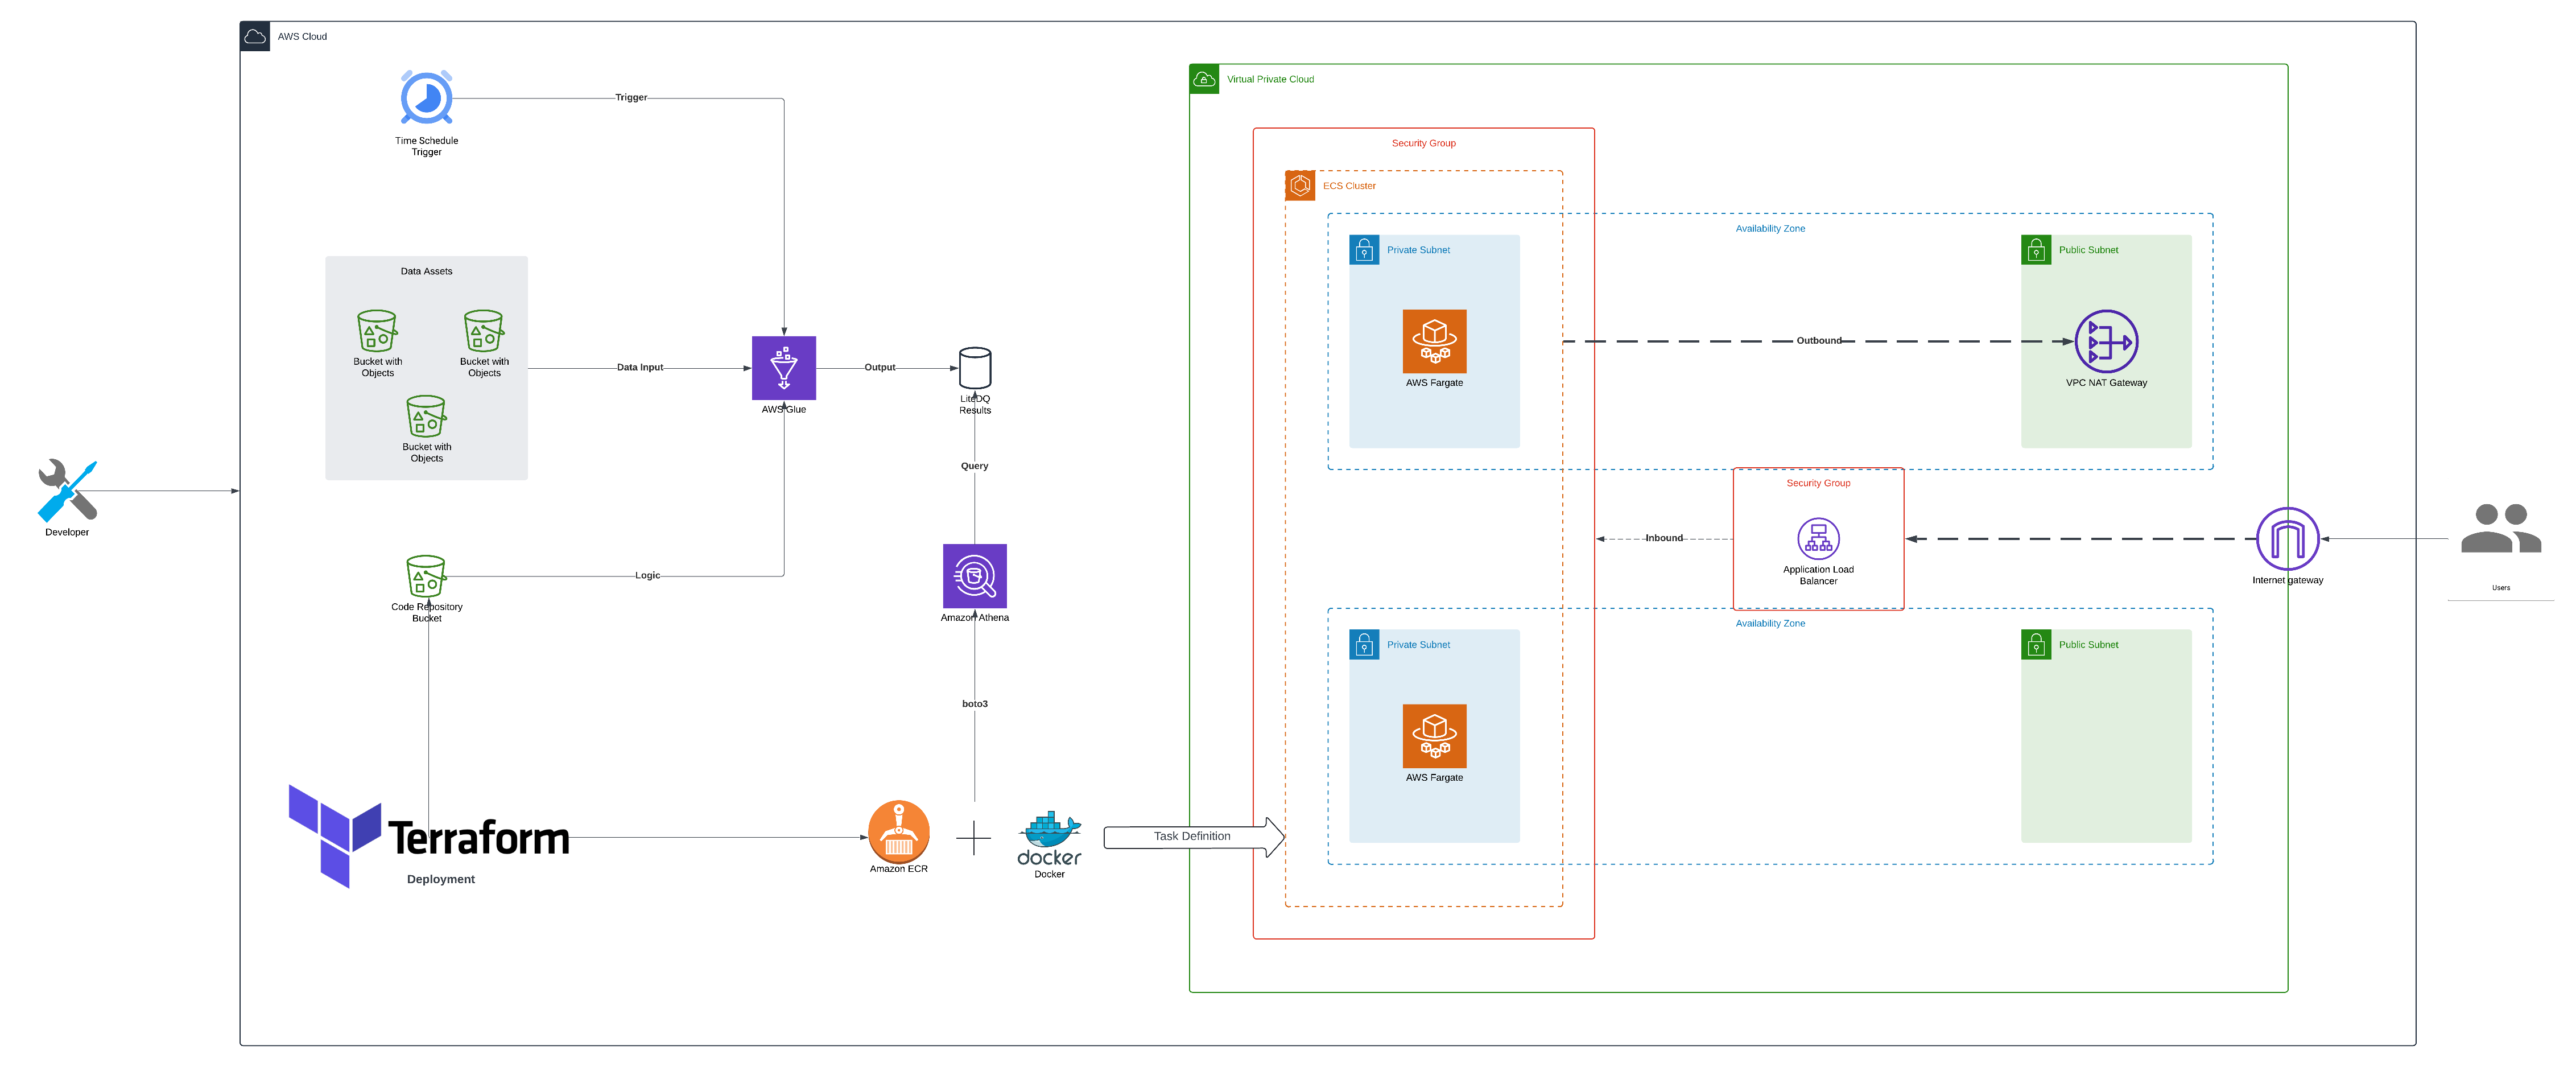 AWS Cloud
Time Schedule
Trigger
Trigger
Data Assets
Bucket with
Objects
Bucket with
Objects
Bucket with
Objects
Data Input
AWS Glue
Output
LiteDQ
Results
Query
Developer
Code Repository
Bucket
Logic
Amazon Athena
boto3
Terraform
Deployment
Amazon ECR
docker
Docker
Task Definition
Virtual Private Cloud
Security Group
ECS Cluster
Availability Zone
Private Subnet
AWS Fargate
Outbound
Public Subnet
VPC NAT Gateway
Security Group
Application Load
Balancer
Inbound
Internet gateway
Users
Availability Zone
Private Subnet
AWS Fargate
Public Subnet